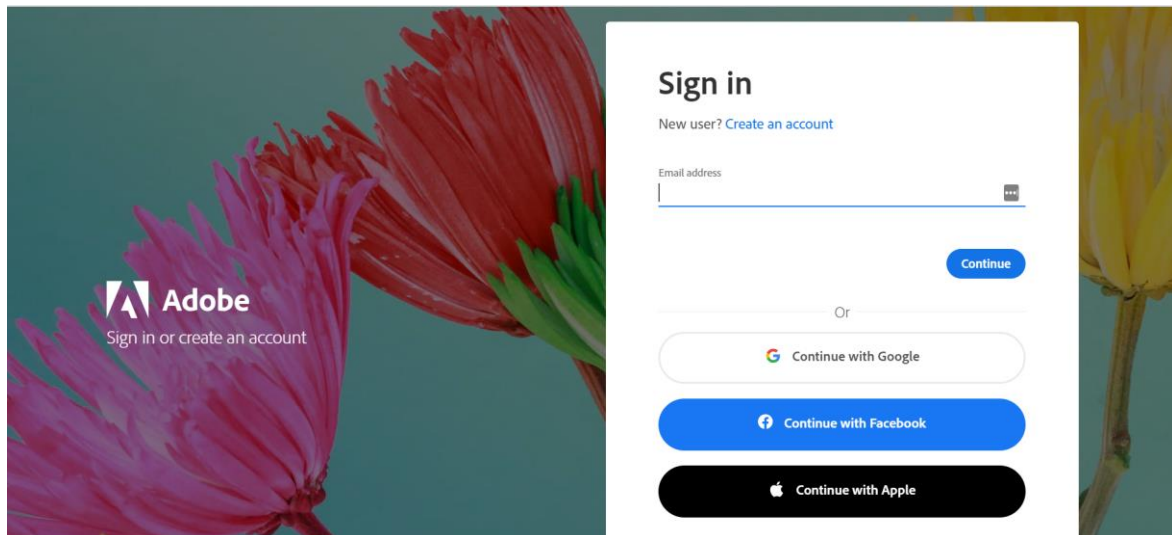 Adobe
Sign in or create an account
Sign in
New user? Create an account
Email address
Continue
Or
Continue with Google
Continue with Facebook
Continue with Apple